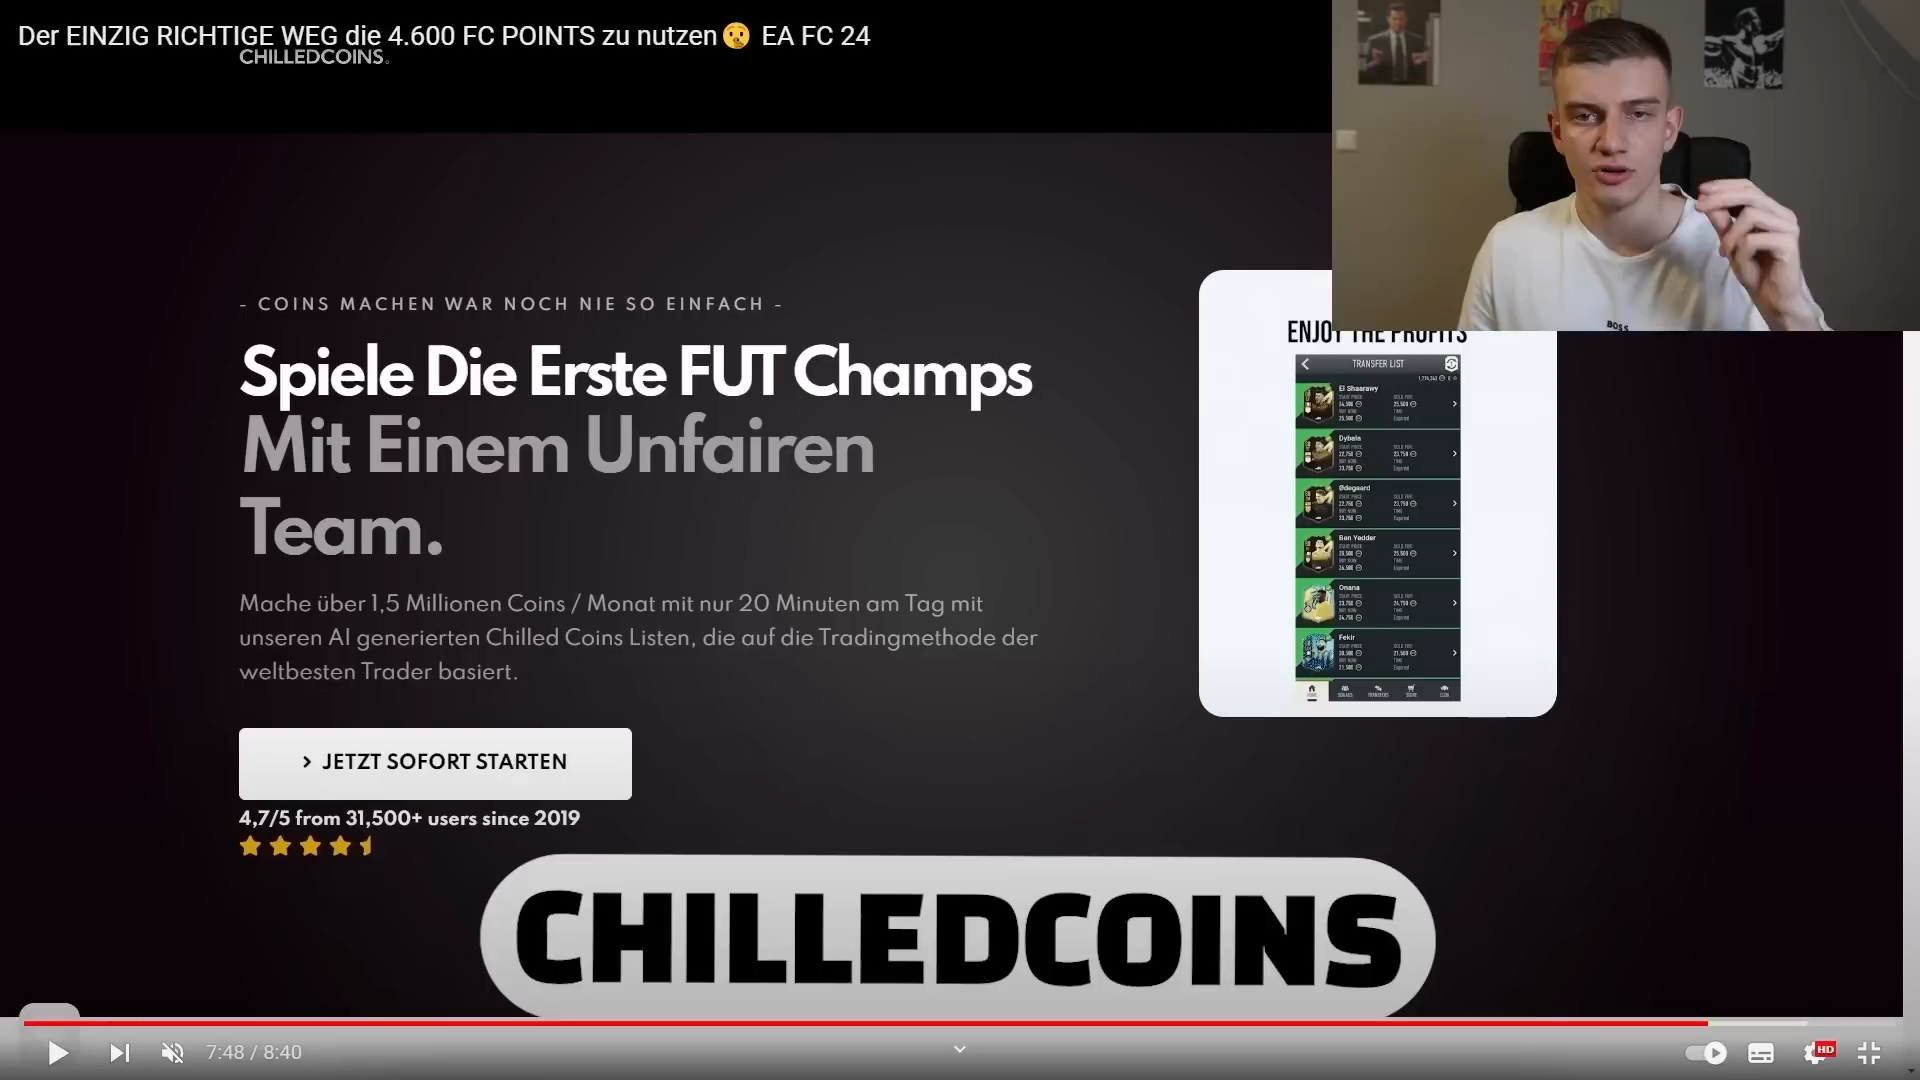 Der EINZIG RICHTIGE WEG die 4.600 FC POINTS zu nutzen🤫 EA FC 24
CHILLEDCOINS.
- COINS MACHEN WAR NOCH NIE SO EINFACH -
Spiele Die Erste FUT Champs
Mit Einem Unfairen
Team.
Mache über 1,5 Millionen Coins / Monat mit nur 20 Minuten am Tag mit
unseren AI generierten Chilled Coins Listen, die auf die Tradingmethode der
weltbesten Trader basiert.
> JETZT SOFORT STARTEN
4,7/5 from 31,500+ users since 2019
BOSS
ENJOY THE PROFITS
TRANSFER LIST
El Shaarawy
Dybala
Ødegaard
Ben Yedder
Onana
Fekir
CHILLEDCOINS
7:48 / 8:40
HD